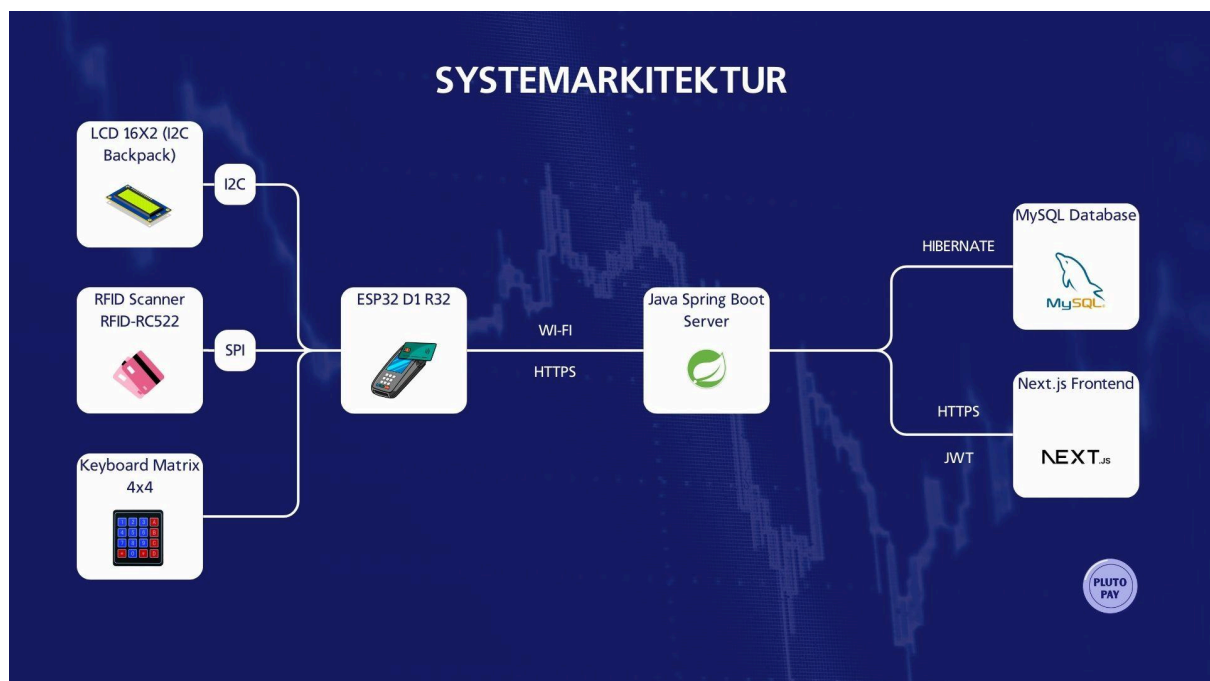 SYSTEMARKITEKTUR
LCD 16X2 (I2C
Backpack)
I2C
RFID Scanner
RFID-RC522
SPI
Keyboard Matrix
4x4
ESP32 D1 R32
WI-FI
HTTPS
Java Spring Boot
Server
HIBERNATE
MySQL Database
MySQL
HTTPS
JWT
Next.js Frontend
NEXT.JS
PLUTO
PAY